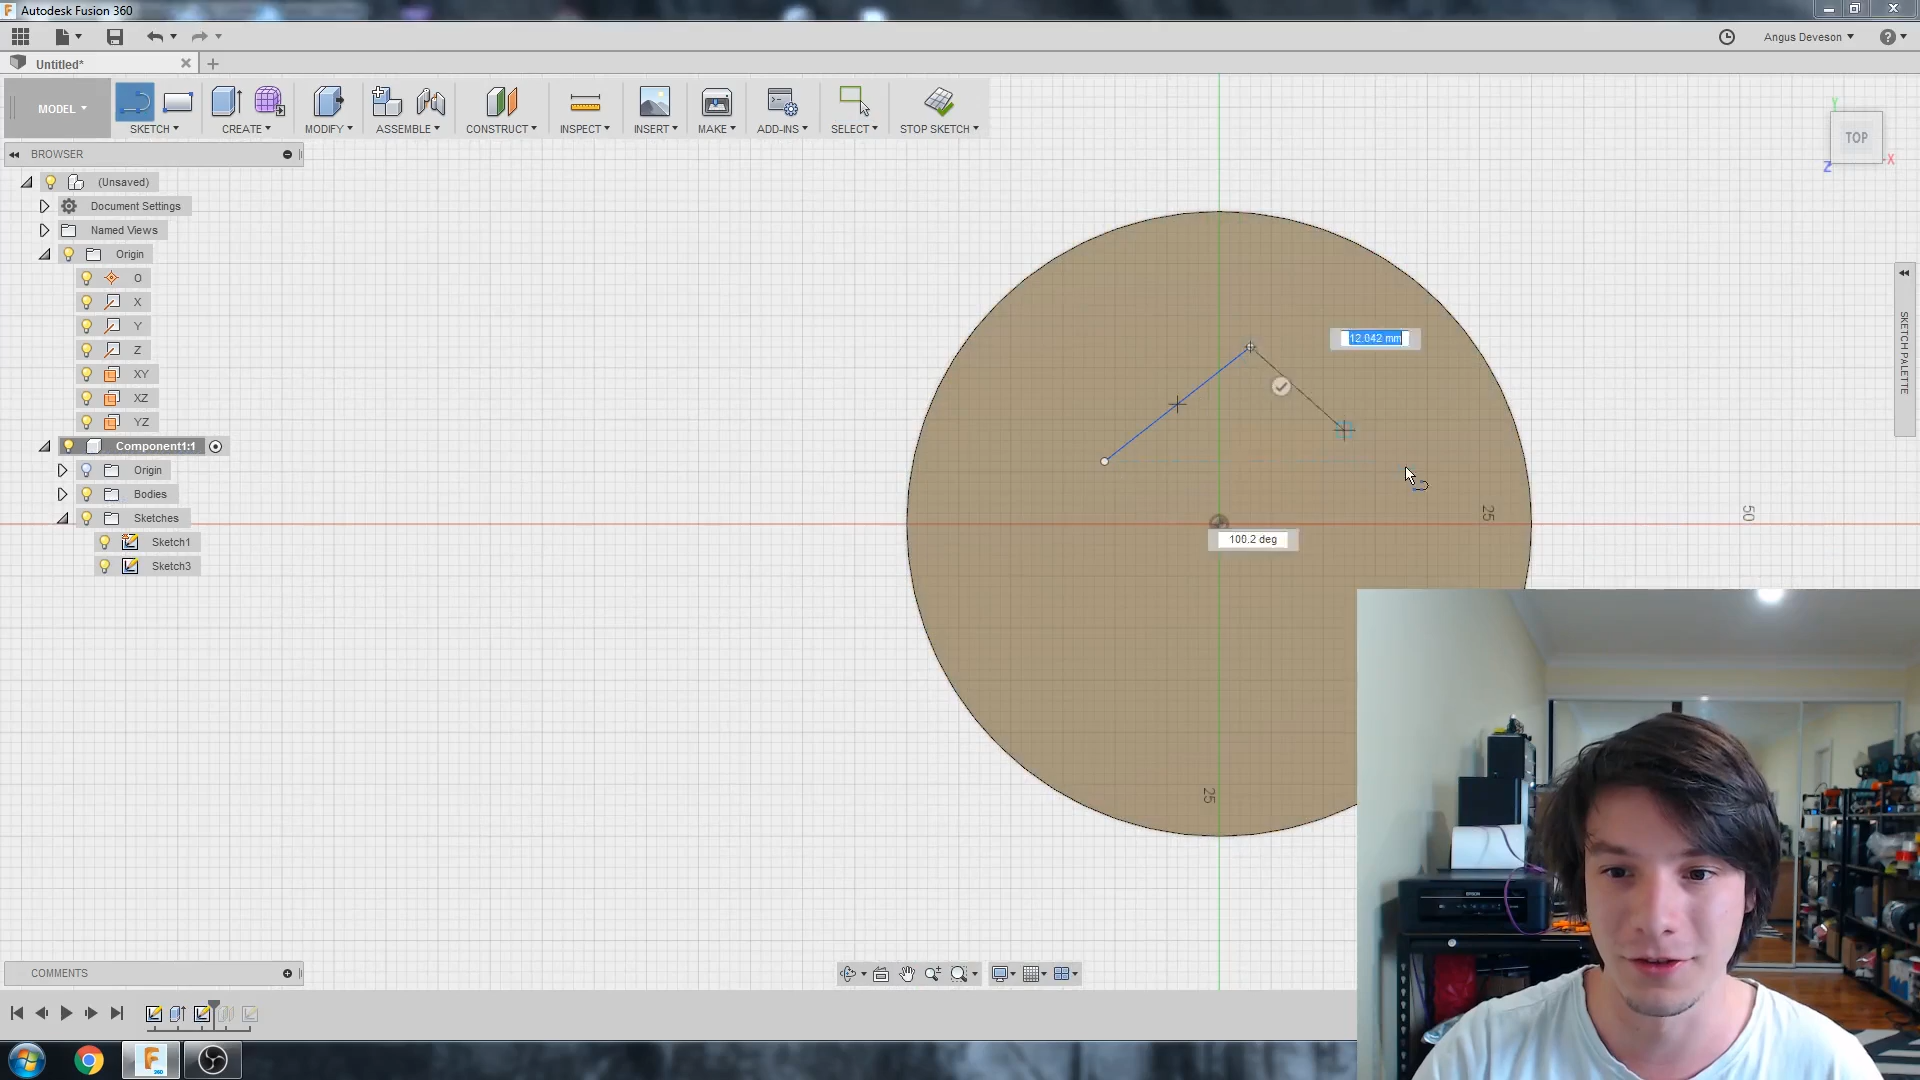 Autodesk Fusion 360
Angus Deveson
Untitled*
MODEL
SKETCH
CREATE
MODIFY
ASSEMBLE
CONSTRUCT
INSPECT
INSERT
MAKE
ADD-INS
SELECT
STOP SKETCH
BROWSER
(Unsaved)
Document Settings
Named Views
Origin
O
X
Y
Z
XY
XZ
YZ
Component1:1
Origin
Bodies
Sketches
Sketch1
Sketch3
Y
TOP
X
Z
SKETCH PALETTE
12.042 mm
100.2 deg
25
50
25
EPSON
COMMENTS